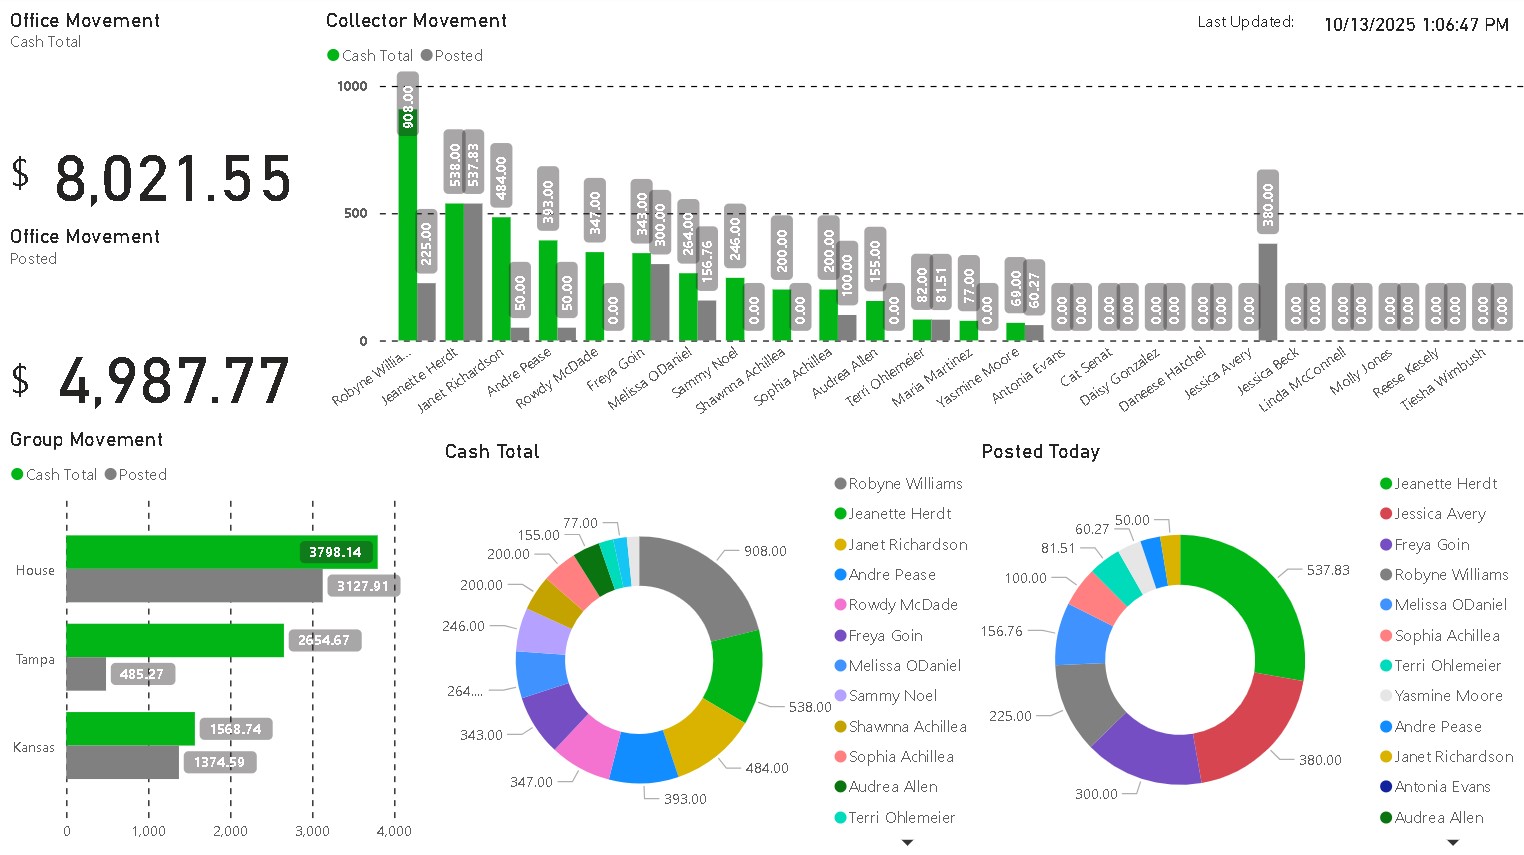 Office Movement
Cash Total
$ 8,021.55
Office Movement
Posted
$ 4,987.77
Collector Movement
Cash Total Posted
Last Updated: 10/13/2025 1:06:47 PM
1000
500
0
908.00
225.00
538.00
537.83
484.00
50.00
393.00
50.00
347.00
0.00
343.00
300.00
264.00
156.76
246.00
0.00
200.00
0.00
200.00
100.00
155.00
0.00
82.00
81.51
77.00
0.00
69.00
60.27
0.00
0.00
0.00
0.00
0.00
0.00
0.00
0.00
0.00
380.00
0.00
0.00
0.00
0.00
0.00
0.00
0.00
0.00
0.00
0.00
Robyne Willia...
Jeanette Herdt
Janet Richardson
Andre Pease
Rowdy McDade
Freya Goin
Melissa ODaniel
Sammy Noel
Shawnna Achillea
Sophia Achillea
Audrea Allen
Terri Ohlemeier
Maria Martinez
Yasmine Moore
Antonia Evans
Cat Senat
Daisy Gonzalez
Daneese Hatchel
Jessica Avery
Jessica Beck
Linda McConnell
Molly Jones
Reese Kesely
Tiesha Wimbush
Group Movement
Cash Total Posted
House
3798.14
3127.91
Tampa
2654.67
485.27
Kansas
1568.74
1374.59
0 1,000 2,000 3,000 4,000
Cash Total
908.00
538.00
484.00
393.00
347.00
343.00
264....
246.00
200.00
200.00
155.00
77.00
Robyne Williams
Jeanette Herdt
Janet Richardson
Andre Pease
Rowdy McDade
Freya Goin
Melissa ODaniel
Sammy Noel
Shawnna Achillea
Sophia Achillea
Audrea Allen
Terri Ohlemeier
Posted Today
537.83
380.00
300.00
225.00
156.76
100.00
81.51
60.27
50.00
Jeanette Herdt
Jessica Avery
Freya Goin
Robyne Williams
Melissa ODaniel
Sophia Achillea
Terri Ohlemeier
Yasmine Moore
Andre Pease
Janet Richardson
Antonia Evans
Audrea Allen